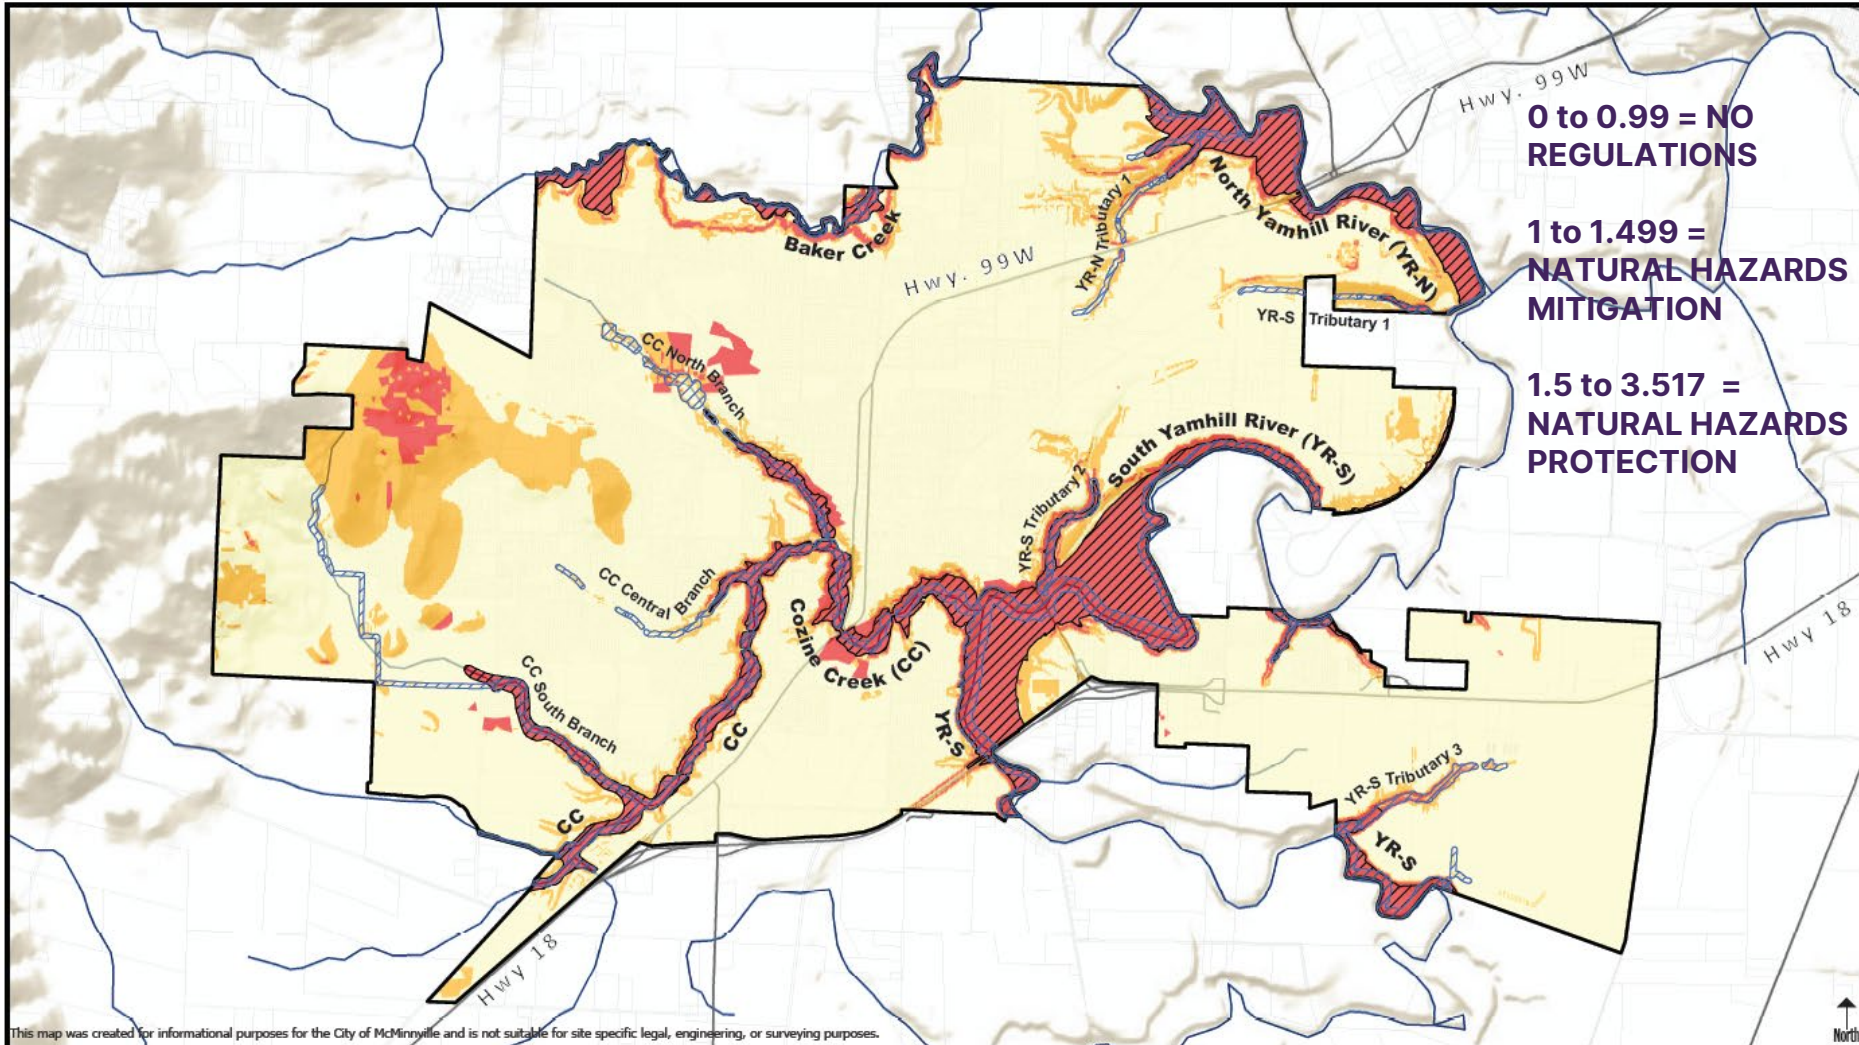 Hwy. 99W
0 to 0.99 = NO
REGULATIONS
1 to 1.499 =
NATURAL HAZARDS
MITIGATION
1.5 to 3.517 =
NATURAL HAZARDS
PROTECTION
North Yamhill River (YR-N)
YR-N Tributary 1
Baker Creek
Hwy. 99W
YR-S Tributary 1
CC North Branch
South Yamhill River (YR-S)
YR-S Tributary 2
CC Central Branch
Cozine Creek (CC)
Hwy 18
CC South Branch
CC
YR-S
YR-S Tributary 3
CC
YR-S
Hwy 18
This map was created for informational purposes for the City of McMinnville and is not suitable for site specific legal, engineering, or surveying purposes.
North